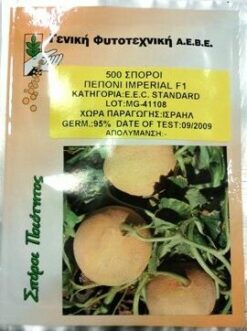 Γενική Φυτοτεχνική Α.Ε.Β.Ε.
500 ΣΠΟΡΟΙ
ΠΕΠΟΝΙ IMPERIAL F1
ΚΑΤΗΓΟΡΙΑ:E.E.C. STANDARD
LOT:MG-41108
ΧΩΡΑ ΠΑΡΑΓΩΓΗΣ:ΙΣΡΑΗΛ
GERM.:95% DATE OF TEST:09/2009
ΑΠΟΛΥΜΑΝΣΗ:-
Σπόροι Ποιότητος